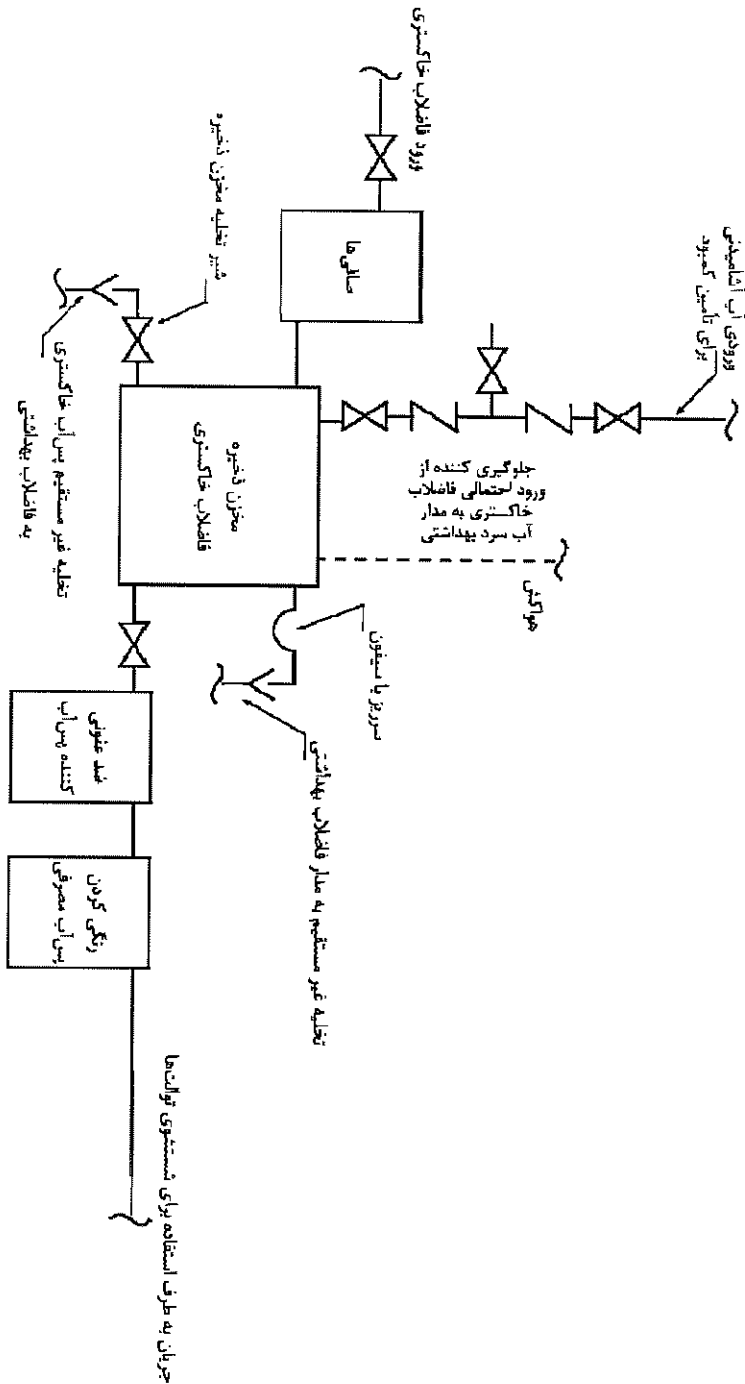 ورود فاضلاب خاکستری
صافی‌ها
ورودی آب آشامیدنی
برای تأمین کمبود
شیر تخلیه مخزن ذخیره
تخلیه غیر مستقیم پس‌آب خاکستری
به فاضلاب بهداشتی
مخزن ذخیره
فاضلاب خاکستری
جلوگیری کننده از
ورود احتمالی فاضلاب
خاکستری به مدار
آب سرد بهداشتی
هواکش
سرریز با سیفون
تخلیه غیر مستقیم به مدار فاضلاب بهداشتی
ضد عفونی
کننده پس‌آب
رنگی کردن
پس‌آب مصرفی
جریان به طرف استفاده برای شستشوی توالت‌ها